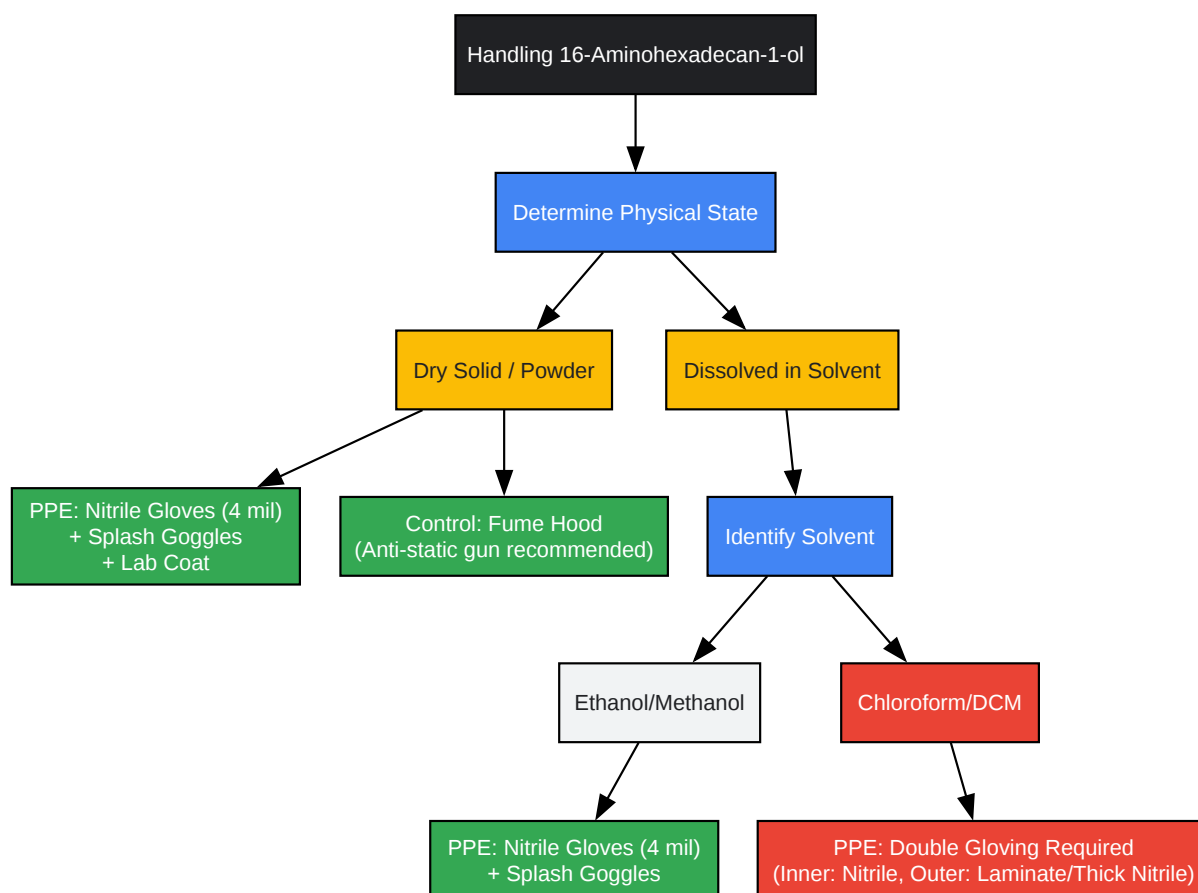 Handling 16-Aminohexadecan-1-ol
Determine Physical State
Dry Solid / Powder
Dissolved in Solvent
PPE: Nitrile Gloves (4 mil)
+ Splash Goggles
+ Lab Coat
Control: Fume Hood
(Anti-static gun recommended)
Identify Solvent
Ethanol/Methanol
Chloroform/DCM
PPE: Nitrile Gloves (4 mil)
+ Splash Goggles
PPE: Double Gloving Required
(Inner: Nitrile, Outer: Laminate/Thick Nitrile)